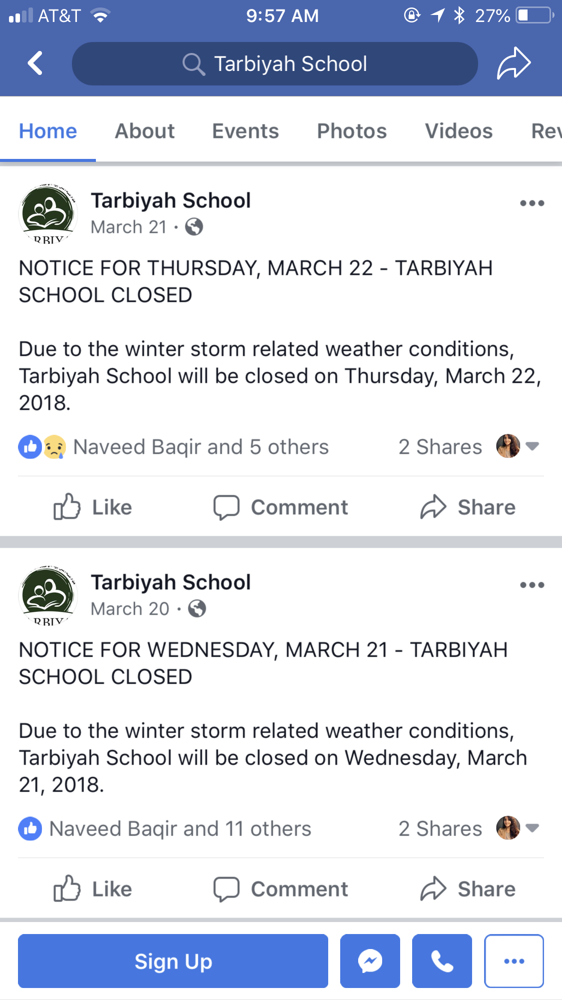 AT&T 9:57 AM 27%
Tarbiyah School
Home About Events Photos Videos Rev
Tarbiyah School
March 21 ·
NOTICE FOR THURSDAY, MARCH 22 - TARBIYAH
SCHOOL CLOSED
Due to the winter storm related weather conditions,
Tarbiyah School will be closed on Thursday, March 22,
2018.
Naveed Baqir and 5 others 2 Shares
Like Comment Share
Tarbiyah School
March 20 ·
NOTICE FOR WEDNESDAY, MARCH 21 - TARBIYAH
SCHOOL CLOSED
Due to the winter storm related weather conditions,
Tarbiyah School will be closed on Wednesday, March
21, 2018.
Naveed Baqir and 11 others 2 Shares
Like Comment Share
Sign Up